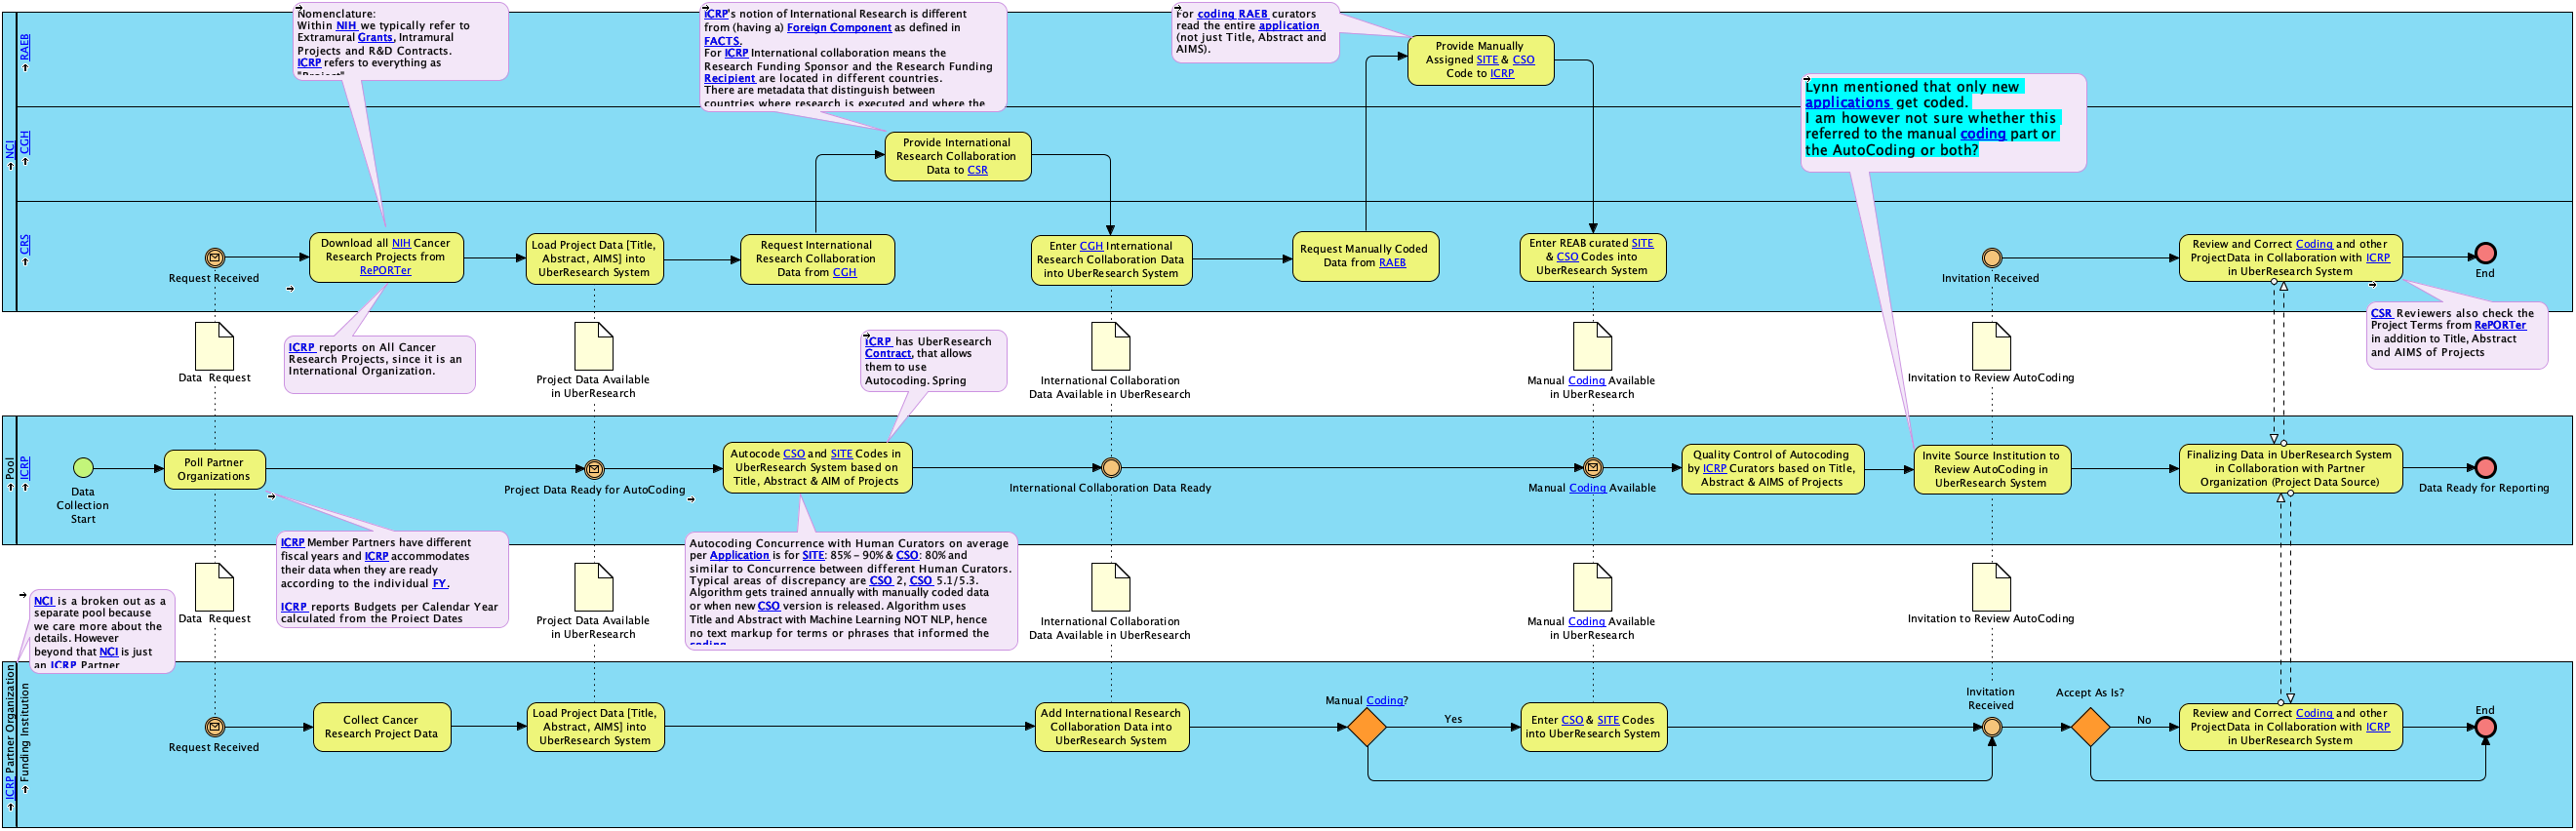 NCI
RAEB
CGH
CRS
Nomenclature:
Within NIH we typically refer to
Extramural Grants, Intramural
Projects and R&D Contracts.
ICRP refers to everything as
ICRP's notion of International Research is different
from (having a) Foreign Component as defined in
FACTS.
For ICRP International collaboration means the
Research Funding Sponsor and the Research Funding
Recipient are located in different countries.
There are metadata that distinguish between
countries where research is executed and where the
For coding RAEB curators
read the entire application
(not just Title, Abstract and
AIMS).
Provide Manually
Assigned SITE & CSO
Code to ICRP
Lynn mentioned that only new
applications get coded.
I am however not sure whether this
referred to the manual coding part or
the AutoCoding or both?
Provide International
Research Collaboration
Data to CSR
Request Received
Download all NIH Cancer
Research Projects from
RePORTer
Load Project Data [Title,
Abstract, AIMS] into
UberResearch System
Request International
Research Collaboration
Data from CGH
Enter CGH International
Research Collaboration Data
into UberResearch System
Request Manually Coded
Data from RAEB
Enter REAB curated SITE
& CSO Codes into
UberResearch System
Invitation Received
Review and Correct Coding and other
ProjectData in Collaboration with ICRP
in UberResearch System
End
Data Request
ICRP reports on All Cancer
Research Projects, since it is an
International Organization.
Project Data Available
in UberResearch
ICRP has UberResearch
Contract, that allows
them to use
Autocoding. Spring
International Collaboration
Data Available in UberResearch
Manual Coding Available
in UberResearch
Invitation to Review AutoCoding
CSR Reviewers also check the
Project Terms from RePORTer
in addition to Title, Abstract
and AIMS of Projects
Pool
ICRP
Data
Collection
Start
Poll Partner
Organizations
Project Data Ready for AutoCoding
Autocode CSO and SITE Codes in
UberResearch System based on
Title, Abstract & AIM of Projects
International Collaboration Data Ready
Manual Coding Available
Quality Control of Autocoding
by ICRP Curators based on Title,
Abstract & AIMS of Projects
Invite Source Institution to
Review AutoCoding in
UberResearch System
Finalizing Data in UberResearch System
in Collaboration with Partner
Organization (Project Data Source)
Data Ready for Reporting
ICRP Member Partners have different
fiscal years and ICRP accommodates
their data when they are ready
according to the individual FY.
ICRP reports Budgets per Calendar Year
calculated from the Project Dates
Autocoding Concurrence with Human Curators on average
per Application is for SITE: 85% - 90% & CSO: 80% and
similar to Concurrence between different Human Curators.
Typical areas of discrepancy are CSO 2, CSO 5.1/5.3.
Algorithm gets trained annually with manually coded data
or when new CSO version is released. Algorithm uses
Title and Abstract with Machine Learning NOT NLP, hence
no text markup for terms or phrases that informed the
NCI is a broken out as a
separate pool because
we care more about the
details. However
beyond that NCI is just
an ICRP Partner
Data Request
Project Data Available
in UberResearch
International Collaboration
Data Available in UberResearch
Manual Coding Available
in UberResearch
Invitation to Review AutoCoding
ICRP Partner Organization
Funding Institution
Request Received
Collect Cancer
Research Project Data
Load Project Data [Title,
Abstract, AIMS] into
UberResearch System
Add International Research
Collaboration Data into
UberResearch System
Manual Coding?
Yes
Enter CSO & SITE Codes
into UberResearch System
Invitation
Received
Accept As Is?
No
Review and Correct Coding and other
ProjectData in Collaboration with ICRP
in UberResearch System
End